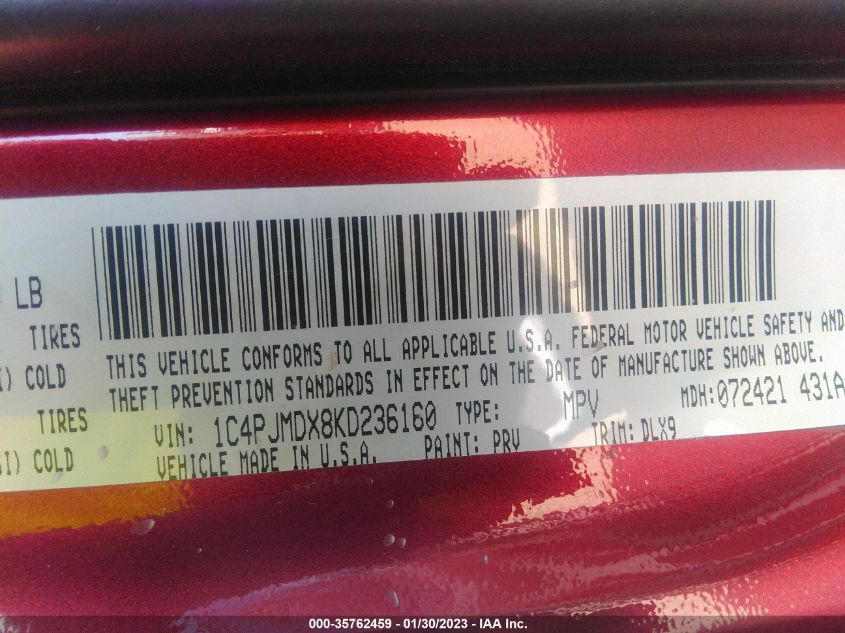 LB
TIRES
COLD
TIRES
COLD
THIS VEHICLE CONFORMS TO ALL APPLICABLE U.S.A. FEDERAL MOTOR VEHICLE SAFETY AND
THEFT PREVENTION STANDARDS IN EFFECT ON THE DATE OF MANUFACTURE SHOWN ABOVE.
VIN: 1C4PJMDX8KD236160 TYPE: MPV MDH: 072421 431A
VEHICLE MADE IN U.S.A. PAINT: PRV TRIM: DLX9
000-35762459 - 01/30/2023 - IAA Inc.